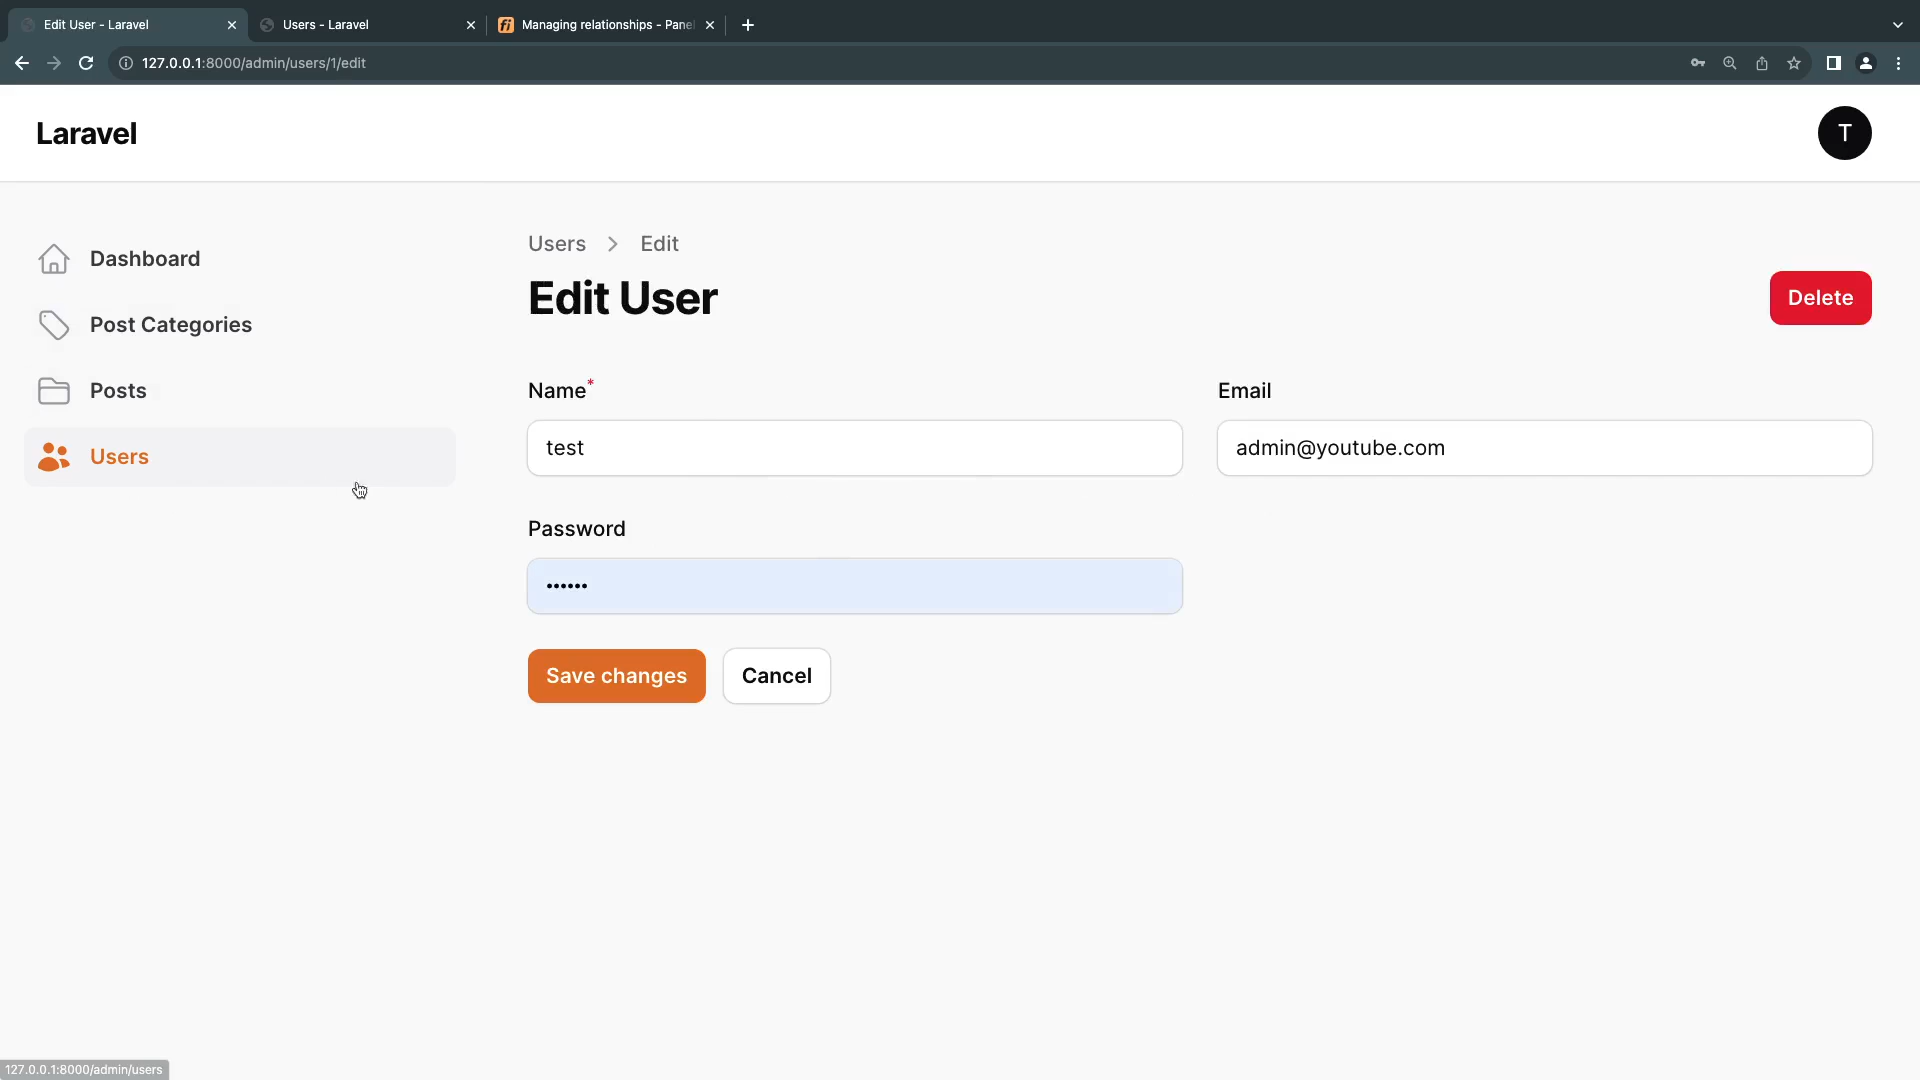 Edit User - Laravel
Users - Laravel
Managing relationships - Pane
127.0.0.1:8000/admin/users/1/edit
Laravel
T
Dashboard
Post Categories
Posts
Users
Users > Edit
Edit User
Delete
Name*
test
Email
admin@youtube.com
Password
••••••
Save changes
Cancel
127.0.0.1:8000/admin/users